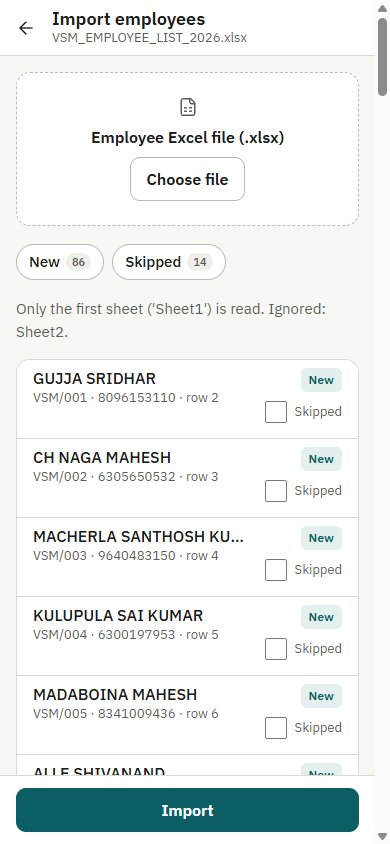 Import employees
VSM_EMPLOYEE_LIST_2026.xlsx
Employee Excel file (.xlsx)
Choose file
New 86 Skipped 14
Only the first sheet ('Sheet1') is read. Ignored:
Sheet2.
GUJJA SRIDHAR New
VSM/001 · 8096153110 · row 2
Skipped
CH NAGA MAHESH New
VSM/002 · 6305650532 · row 3
Skipped
MACHERLA SANTHOSH KU... New
VSM/003 · 9640483150 · row 4
Skipped
KULUPULA SAI KUMAR New
VSM/004 · 6300197953 · row 5
Skipped
MADABOINA MAHESH New
VSM/005 · 8341009436 · row 6
Skipped
ALLE SHIVANAND New
Import